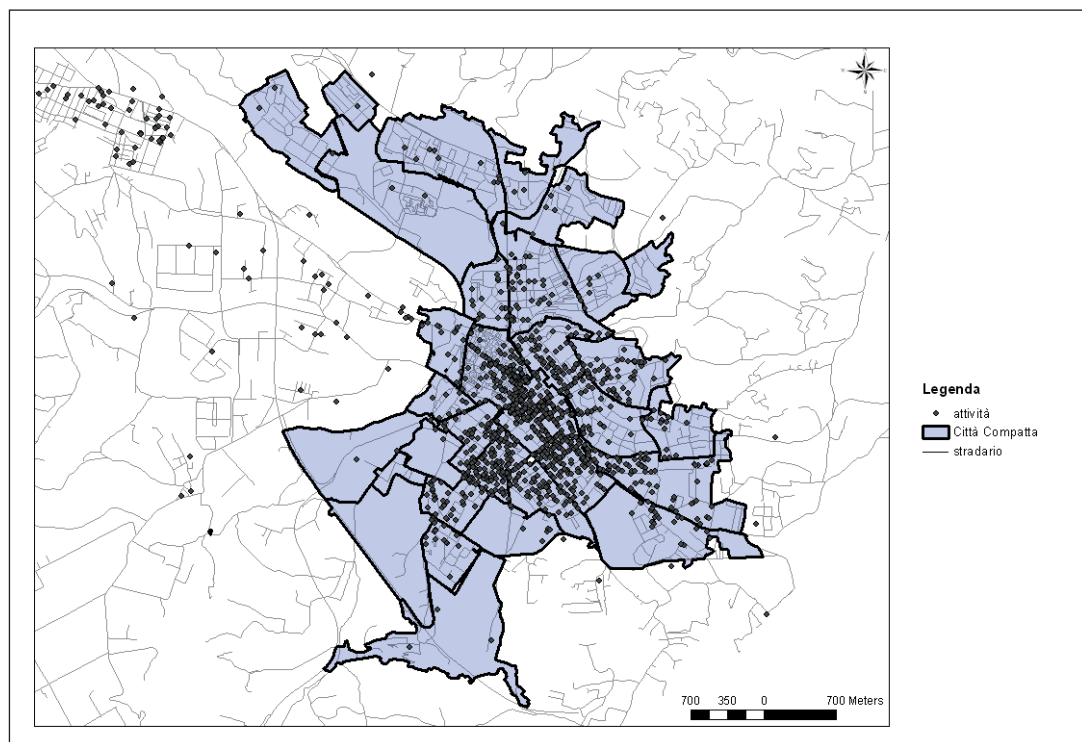 Legenda
attività
Città Compatta
stradario
700 350 0 700 Meters